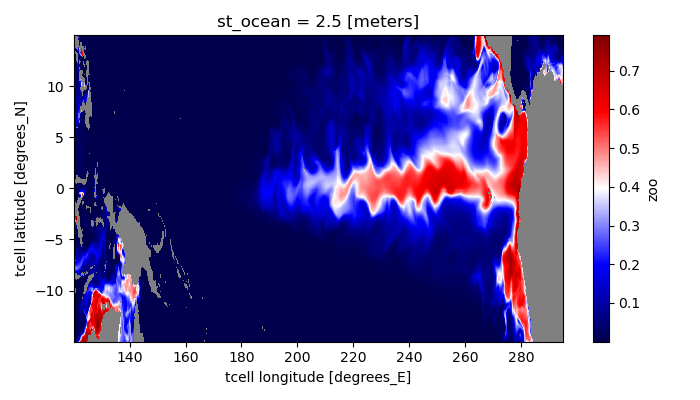 st_ocean = 2.5 [meters]
tcell latitude [degrees_N]
10
5
0
−5
−10
140 160 180 200 220 240 260 280
tcell longitude [degrees_E]
0.7
0.6
0.5
0.4
0.3
0.2
0.1
zoo